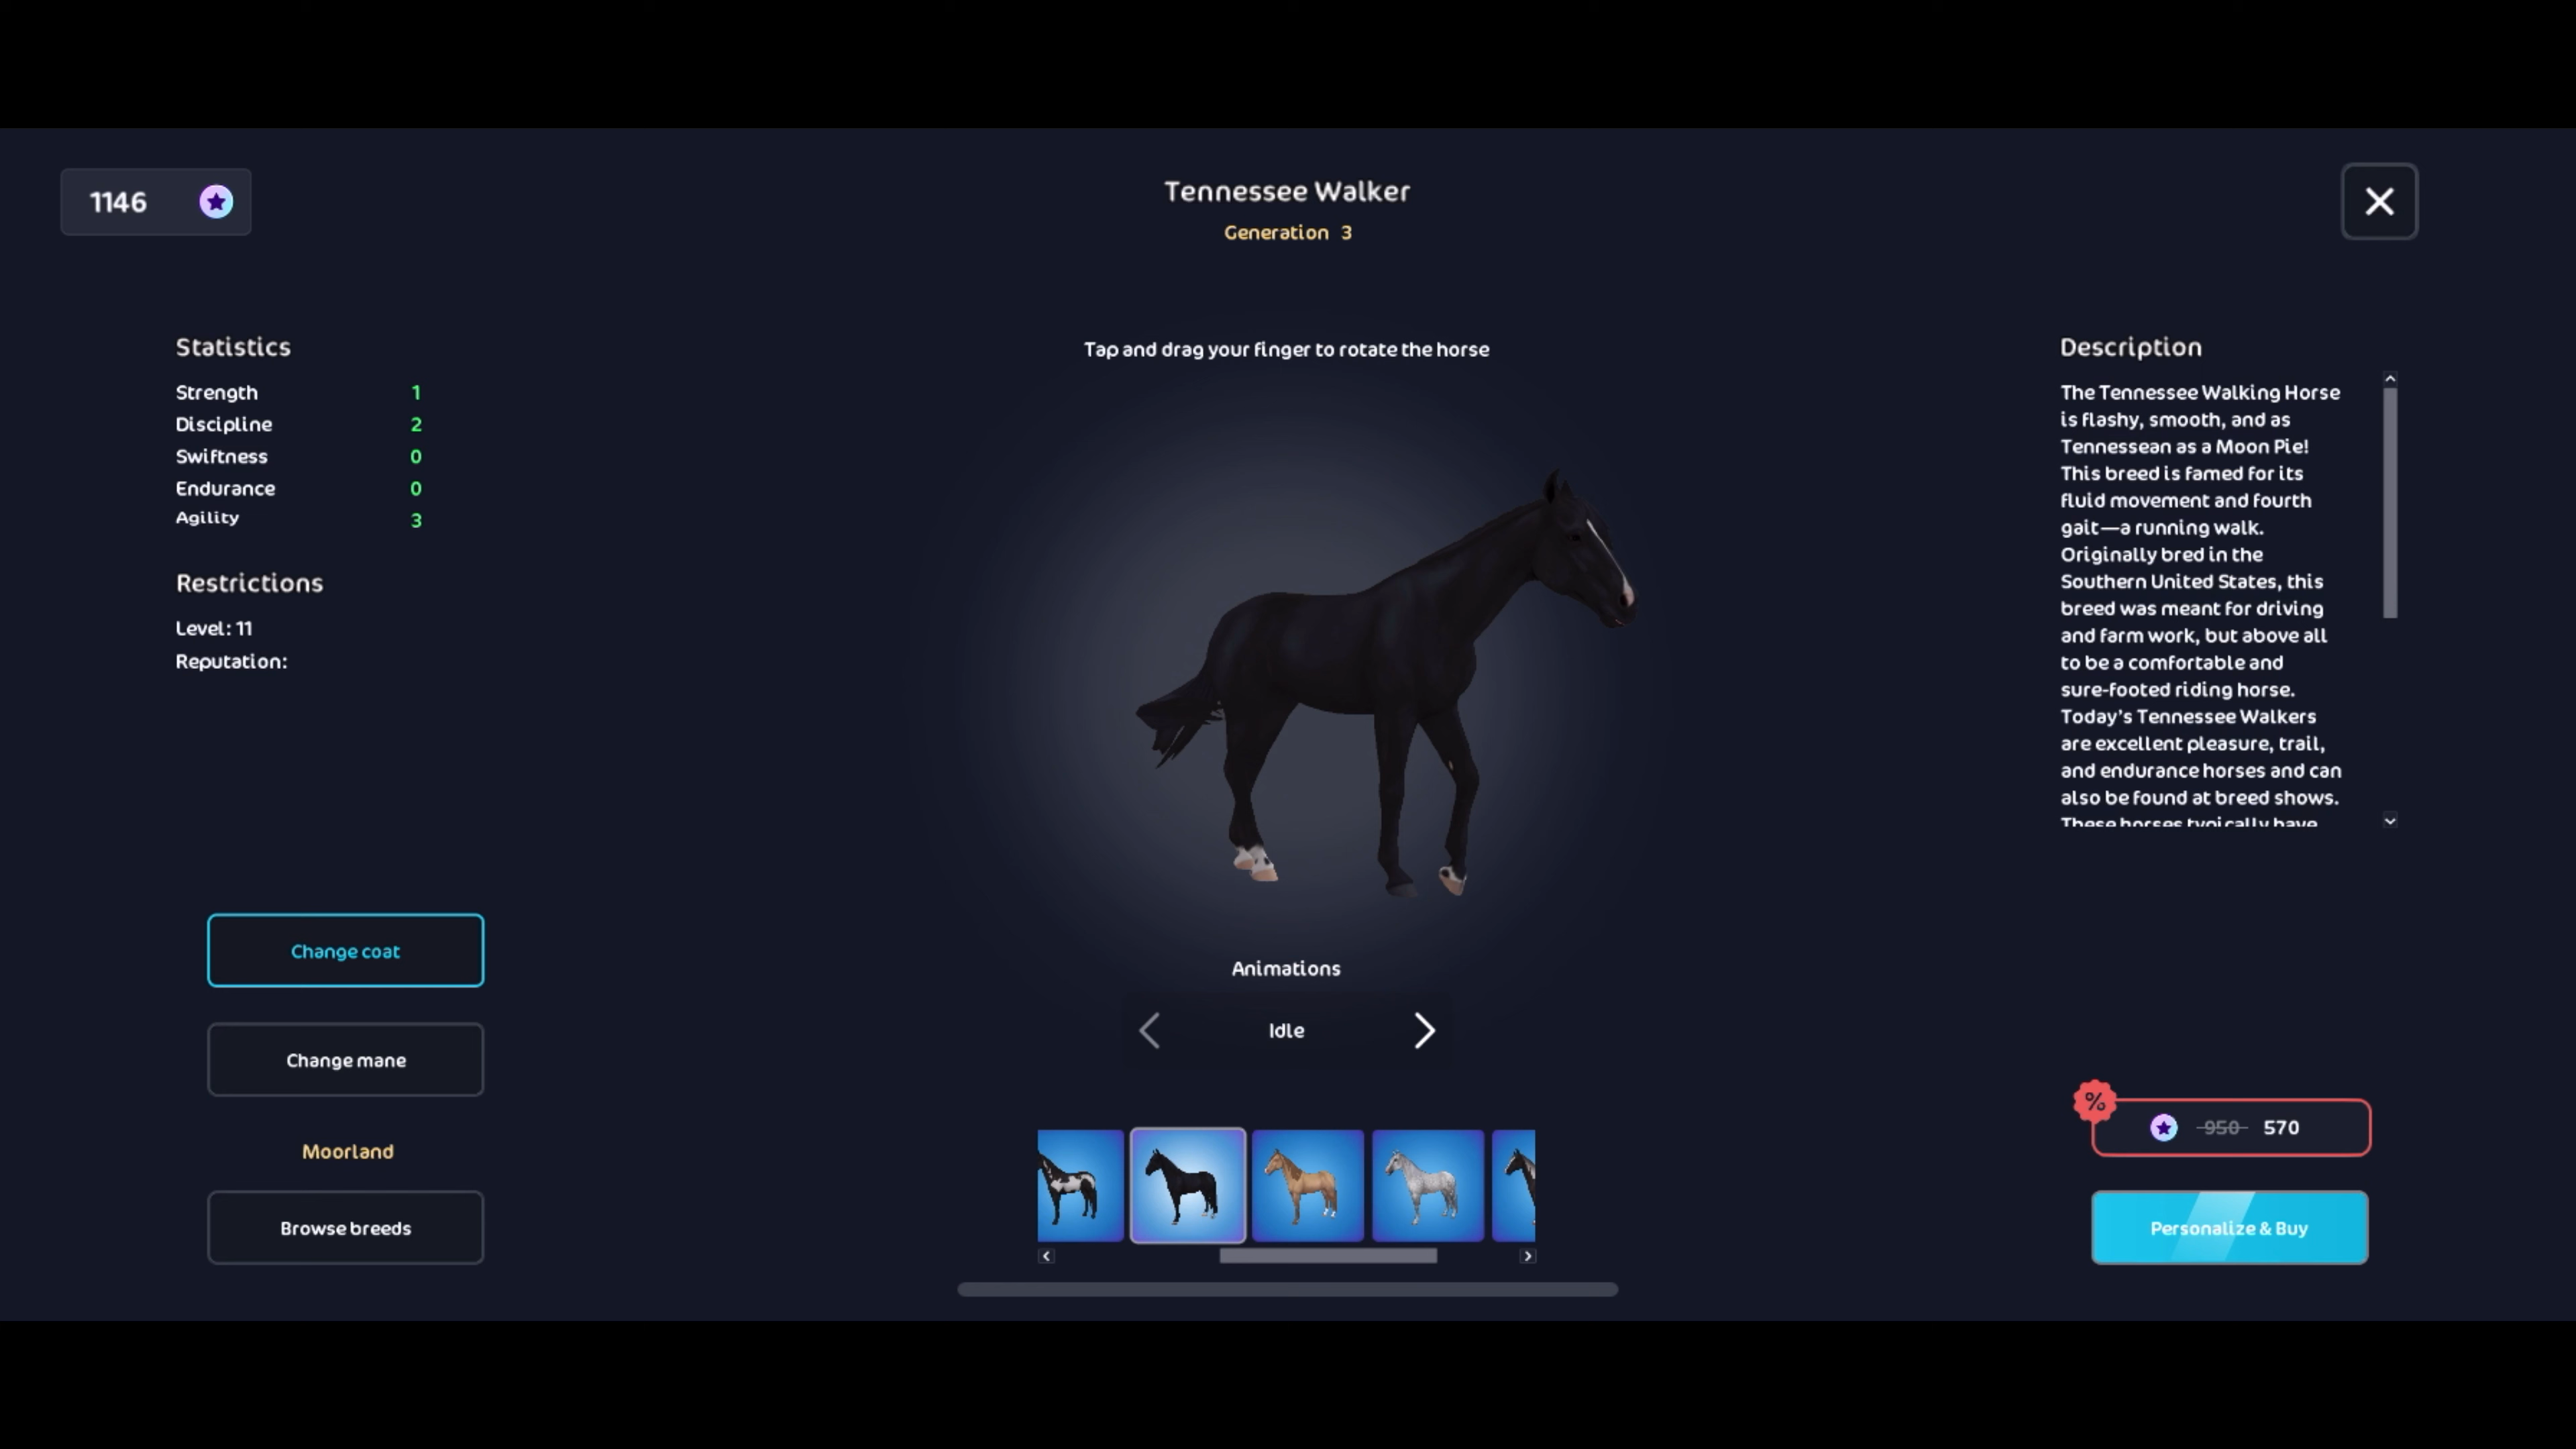 1146
Tennessee Walker
Generation 3
Statistics
Strength 1
Discipline 2
Swiftness 0
Endurance 0
Agility 3
Restrictions
Level: 11
Reputation:
Tap and drag your finger to rotate the horse
Description
The Tennessee Walking Horse
is flashy, smooth, and as
Tennessean as a Moon Pie!
This breed is famed for its
fluid movement and fourth
gait—a running walk.
Originally bred in the
Southern United States, this
breed was meant for driving
and farm work, but above all
to be a comfortable and
sure-footed riding horse.
Today's Tennessee Walkers
are excellent pleasure, trail,
and endurance horses and can
also be found at breed shows.
These horses typically have
Change coat
Change mane
Moorland
Browse breeds
Animations
Idle
%
950 570
Personalize & Buy